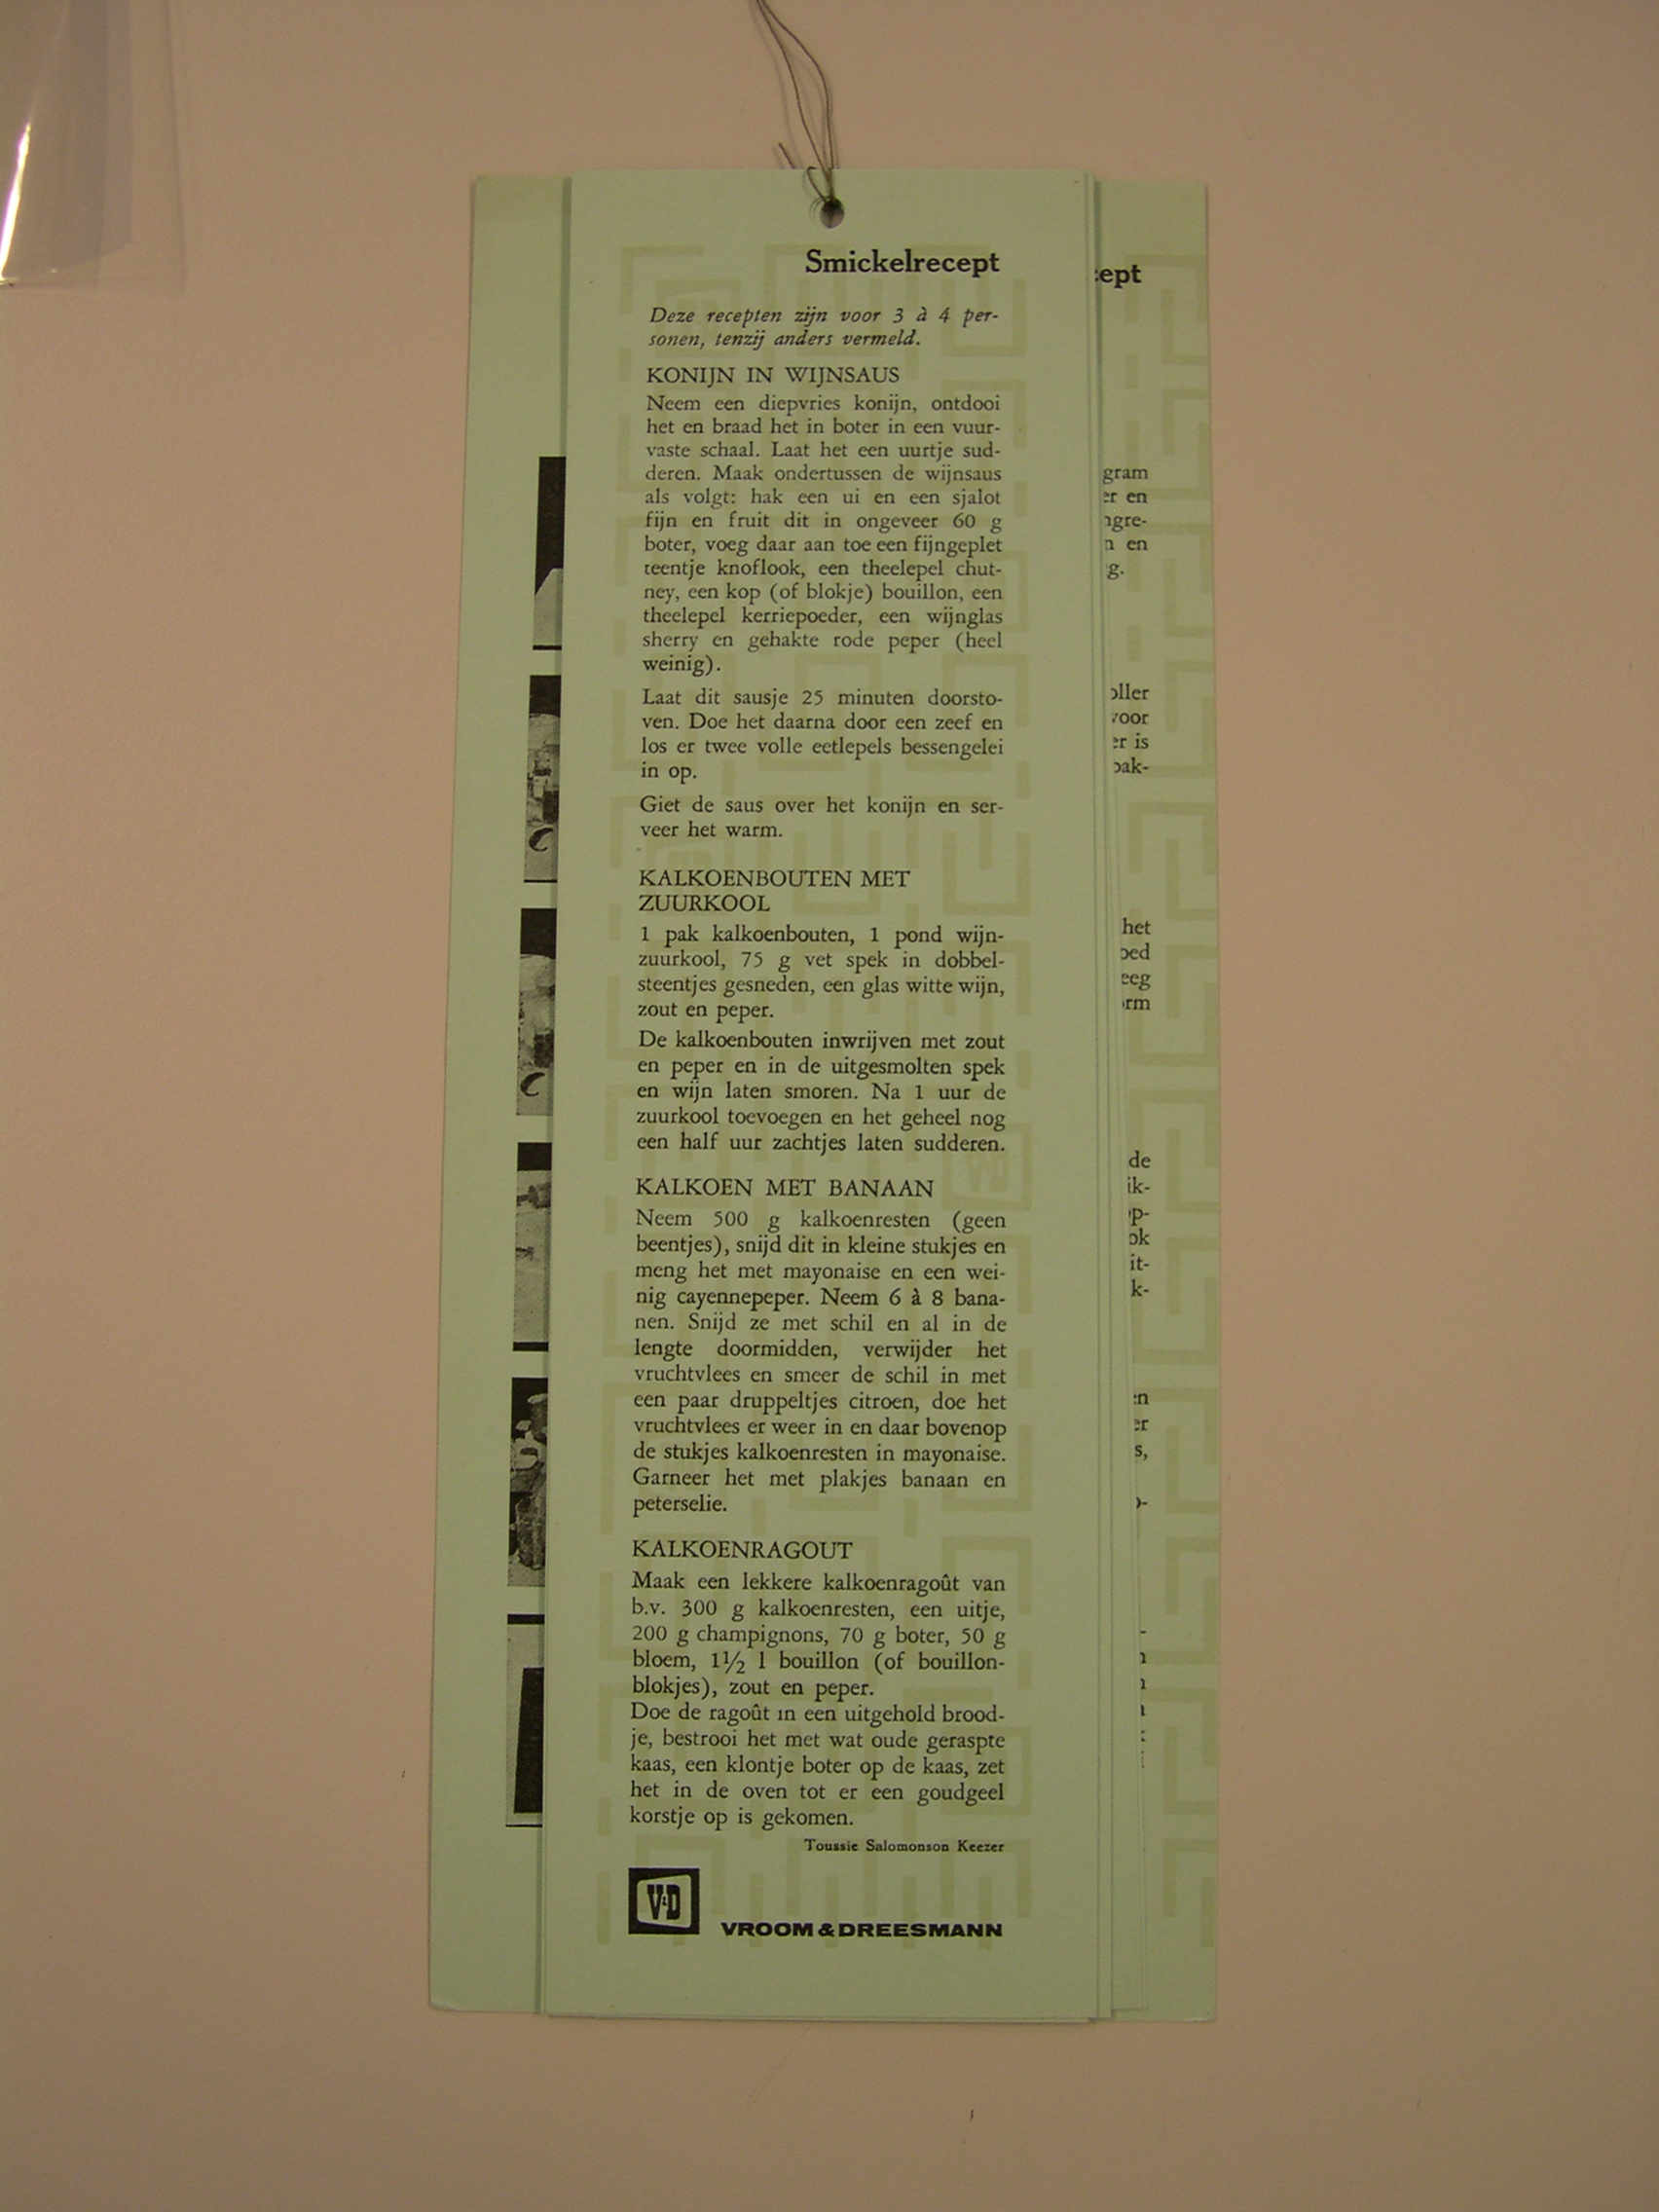 Smickelrecept
Deze recepten zijn voor 3 à 4 per-
sonen, tenzij anders vermeld.
KONIJN IN WIJNSAUS
Neem een diepvries konijn, ontdooi
het en braad het in boter in een vuur-
vaste schaal. Laat het een uurtje sud-
deren. Maak ondertussen de wijnsaus
als volgt: hak een ui en een sjalot
fijn en fruit dit in ongeveer 60 g
boter, voeg daar aan toe een fijngeplet
teentje knoflook, een theelepel chut-
ney, een kop (of blokje) bouillon, een
theelepel kerriepoeder, een wijnglas
sherry en gehakte rode peper (heel
weinig).
Laat dit sausje 25 minuten doorsto-
ven. Doe het daarna door een zeef en
los er twee volle eetlepels bessengelei
in op.
Giet de saus over het konijn en ser-
veer het warm.
KALKOENBOUTEN MET
ZUURKOOL
1 pak kalkoenbouten, 1 pond wijn-
zuurkool, 75 g vet spek in dobbel-
steentjes gesneden, een glas witte wijn,
zout en peper.
De kalkoenbouten inwrijven met zout
en peper en in de uitgesmolten spek
en wijn laten smoren. Na 1 uur de
zuurkool toevoegen en het geheel nog
een half uur zachtjes laten sudderen.
KALKOEN MET BANAAN
Neem 500 g kalkoenresten (geen
beentjes), snijd dit in kleine stukjes en
meng het met mayonaise en een wei-
nig cayennepeper. Neem 6 à 8 bana-
nen. Snijd ze met schil en al in de
lengte doormidden, verwijder het
vruchtvlees en smeer de schil in met
een paar druppeltjes citroen, doe het
vruchtvlees er weer in en daar bovenop
de stukjes kalkoenresten in mayonaise.
Garneer het met plakjes banaan en
peterselie.
KALKOENRAGOUT
Maak een lekkere kalkoenragoût van
b.v. 300 g kalkoenresten, een uitje,
200 g champignons, 70 g boter, 50 g
bloem, 1½ l bouillon (of bouillon-
blokjes), zout en peper.
Doe de ragoût in een uitgehold brood-
je, bestrooi het met wat oude geraspte
kaas, een klontje boter op de kaas, zet
het in de oven tot er een goudgeel
korstje op is gekomen.
Toussie Salomonson Keezer
V&D
VROOM & DREESMANN
gram
en
en
is
het
de